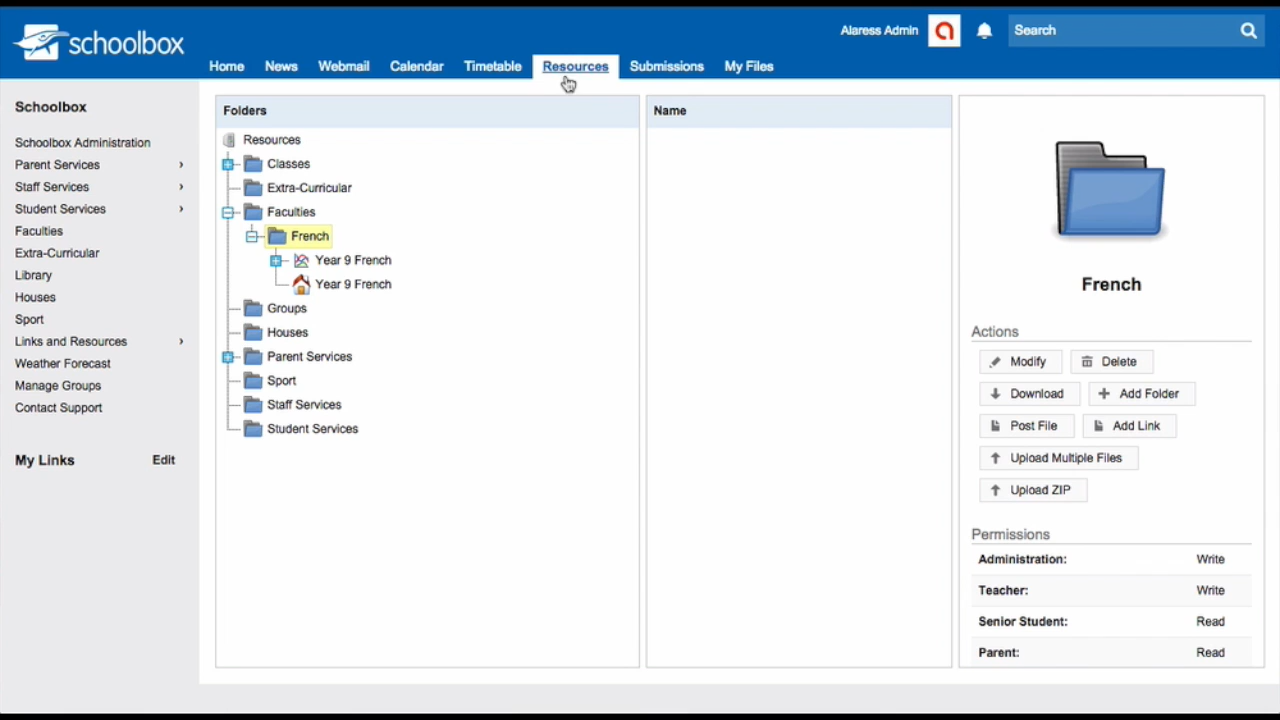 schoolbox
Alaress Admin
Search
Home News Webmail Calendar Timetable Resources Submissions My Files
Schoolbox
Schoolbox Administration
Parent Services
Staff Services
Student Services
Faculties
Extra-Curricular
Library
Houses
Sport
Links and Resources
Weather Forecast
Manage Groups
Contact Support
My Links Edit
Folders
Resources
Classes
Extra-Curricular
Faculties
French
Year 9 French
Year 9 French
Groups
Houses
Parent Services
Sport
Staff Services
Student Services
Name
French
Actions
Modify Delete
Download Add Folder
Post File Add Link
Upload Multiple Files
Upload ZIP
Permissions
Administration: Write
Teacher: Write
Senior Student: Read
Parent: Read